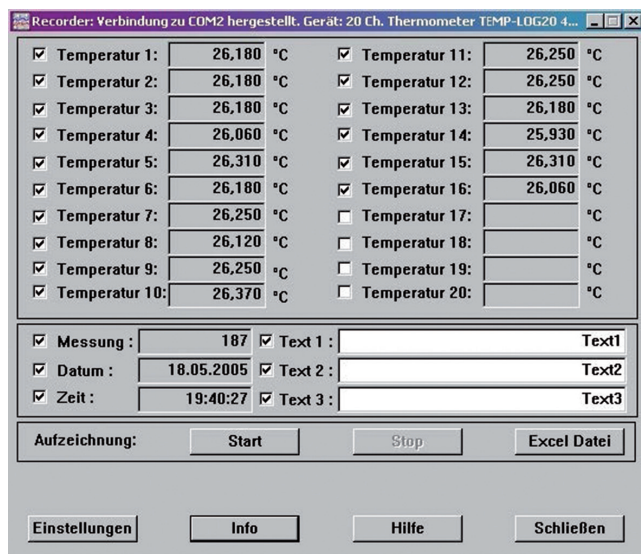 Recorder: Verbindung zu COM2 hergestellt. Gerät: 20 Ch. Thermometer TEMP-LOG20 4...
Temperatur 1: 26,180 °C
Temperatur 2: 26,180 °C
Temperatur 3: 26,180 °C
Temperatur 4: 26,060 °C
Temperatur 5: 26,310 °C
Temperatur 6: 26,180 °C
Temperatur 7: 26,250 °C
Temperatur 8: 26,120 °C
Temperatur 9: 26,250 °C
Temperatur 10: 26,370 °C
Temperatur 11: 26,250 °C
Temperatur 12: 26,250 °C
Temperatur 13: 26,180 °C
Temperatur 14: 25,930 °C
Temperatur 15: 26,310 °C
Temperatur 16: 26,060 °C
Temperatur 17: °C
Temperatur 18: °C
Temperatur 19: °C
Temperatur 20: °C
Messung : 187
Datum : 18.05.2005
Zeit : 19:40:27
Text 1 : Text1
Text 2 : Text2
Text 3 : Text3
Aufzeichnung: Start Stop Excel Datei
Einstellungen Info Hilfe Schließen